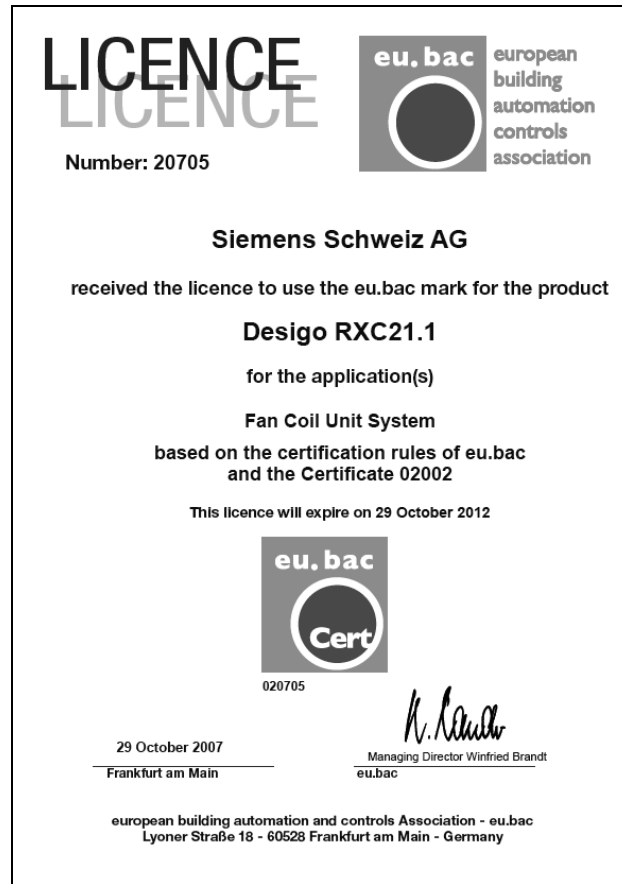 LICENCE
LICENCE
Number: 20705
eu.bac
european
building
automation
controls
association
Siemens Schweiz AG
received the licence to use the eu.bac mark for the product
Desigo RXC21.1
for the application(s)
Fan Coil Unit System
based on the certification rules of eu.bac
and the Certificate 02002
This licence will expire on 29 October 2012
eu.bac
Cert
020705
29 October 2007
Frankfurt am Main
Managing Director Winfried Brandt
eu.bac
european building automation and controls Association - eu.bac
Lyoner Straße 18 - 60528 Frankfurt am Main - Germany